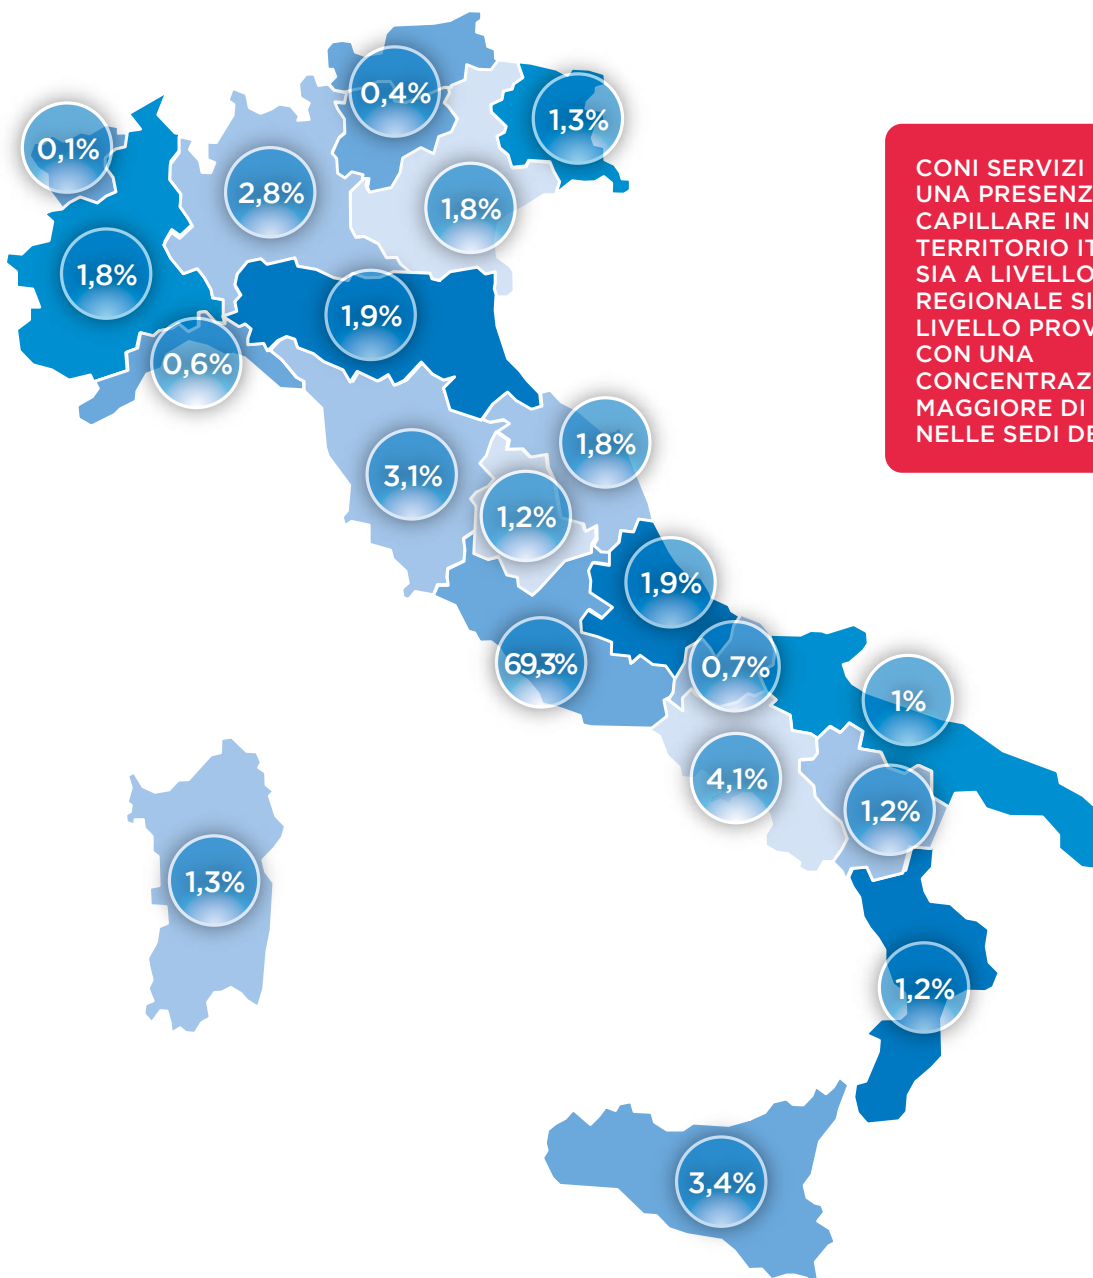 0,4%
1,3%
0,1%
2,8%
1,8%
1,8%
1,9%
0,6%
1,8%
3,1%
1,2%
1,9%
69,3%
0,7%
1%
4,1%
1,2%
1,3%
1,2%
3,4%
CONI SERVIZI
UNA PRESENZ
CAPILLARE IN
TERRITORIO IT
SIA A LIVELLO
REGIONALE SI
LIVELLO PROV
CON UNA
CONCENTRAZ
MAGGIORE DI
NELLE SEDI DE